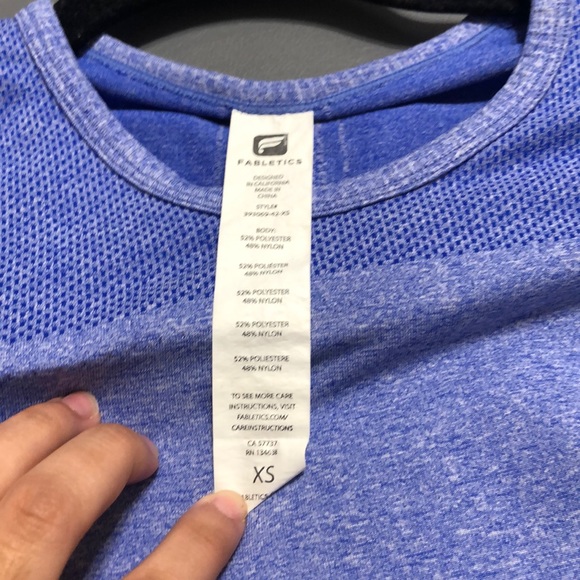 FABLETICS
DESIGNED
IN CALIFORNIA
MADE IN
CHINA
STYLE#
BODY:
52% POLYESTER
48% NYLON
52% POLIESTER
48% NYLON
52% POLYESTER
48% NYLON
52% POLYESTER
48% NYLON
52% POLIESTERE
48% NYLON
TO SEE MORE CARE
INSTRUCTIONS, VISIT
FABLETICS.COM/
CAREINSTRUCTIONS
CA 57737
RN
XS